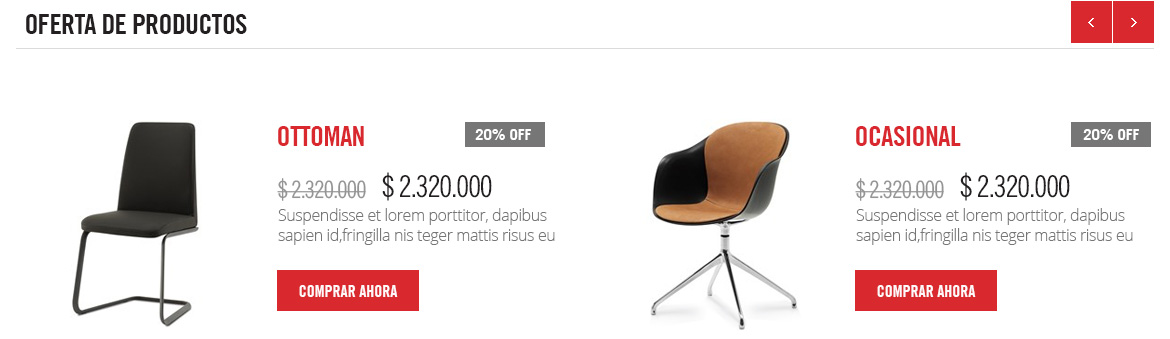 OFERTA DE PRODUCTOS
OTTOMAN
20% OFF
$ 2.320.000 $ 2.320.000
Suspendisse et lorem porttitor, dapibus
sapien id,fringilla nis teger mattis risus eu
COMPRAR AHORA
OCASIONAL
20% OFF
$ 2.320.000 $ 2.320.000
Suspendisse et lorem porttitor, dapibus
sapien id,fringilla nis teger mattis risus eu
COMPRAR AHORA